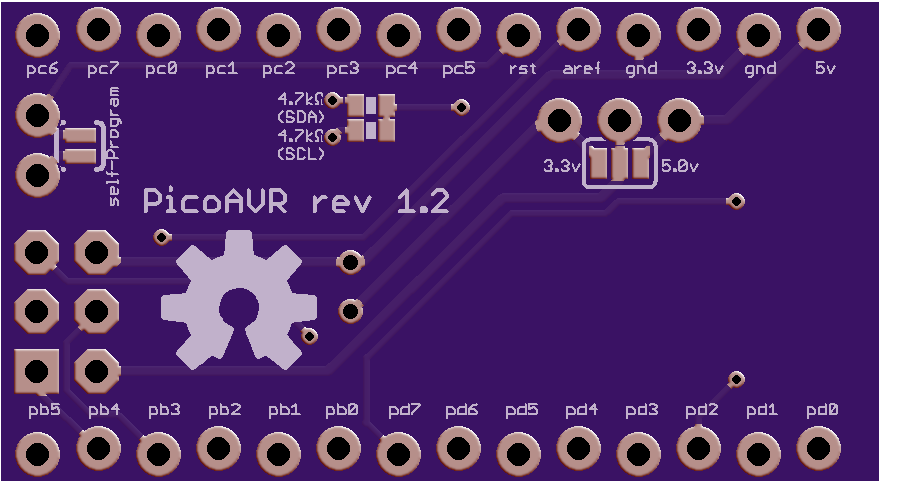 pc6 pc7 pc0 pc1 pc2 pc3 pc4 pc5 rst aref gnd 3.3v gnd 5v
self-Program
4.7kΩ
(SDA)
4.7kΩ
(SCL)
3.3v 5.0v
PicoAVR rev 1.2
pb5 pb4 pb3 pb2 pb1 pb0 pd7 pd6 pd5 pd4 pd3 pd2 pd1 pd0